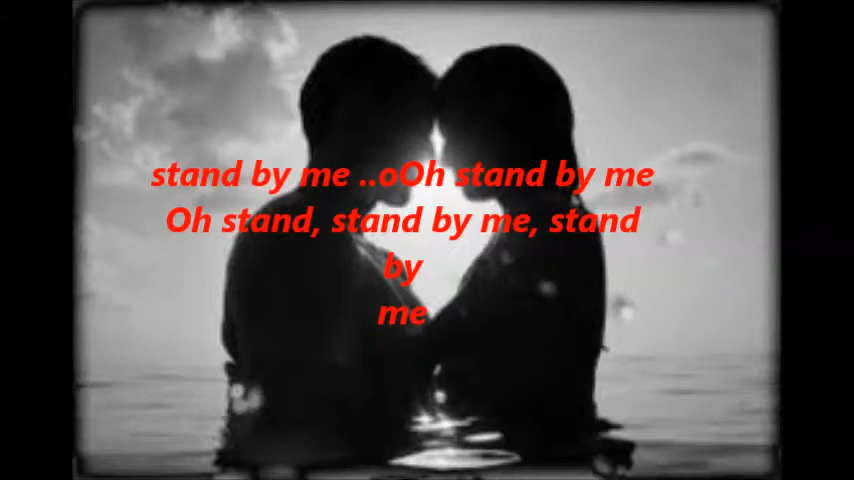 stand by me ..oOh stand by me
Oh stand, stand by me, stand
by
me